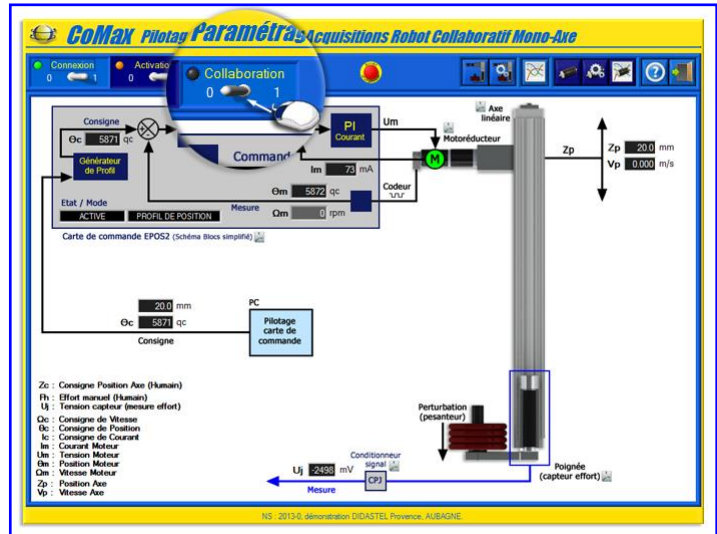 CoMax Pilotag Paramétras Acquisitions Robot Collaboratif Mono-Axe
Connexion
0 1
Activatio
0
Collaboration
0 1
Consigne
Θc 5871 qc
Générateur
de Profil
Command
PI
Courant
Um
Im 73 mA
Θm 5872 qc
Mesure
Ωm 0 rpm
Codeur
Etat / Mode
ACTIVE PROFIL DE POSITION
Carte de commande EPOS2 (Schéma Blocs simplifié)
Motoréducteur
M
Axe
linéaire
Zp
Zp 20.0 mm
Vp 0.000 m/s
20.0 mm
Θc 5871 qc
Consigne
PC
Pilotage
carte de
commande
Zc : Consigne Position Axe (Humain)
Fh : Effort manuel (Humain)
Uj : Tension capteur (mesure effort)
Ωc : Consigne de Vitesse
Θc : Consigne de Position
Ic : Consigne de Courant
Im : Courant Moteur
Um : Tension Moteur
Θm : Position Moteur
Ωm : Vitesse Moteur
Zp : Position Axe
Vp : Vitesse Axe
Perturbation
(pesanteur)
Conditionneur
signal
Uj -2498 mV
CPJ
Mesure
Poignée
(capteur effort)
NS : 2013-0, démonstration DIDASTEL Provence, AUBAGNE.